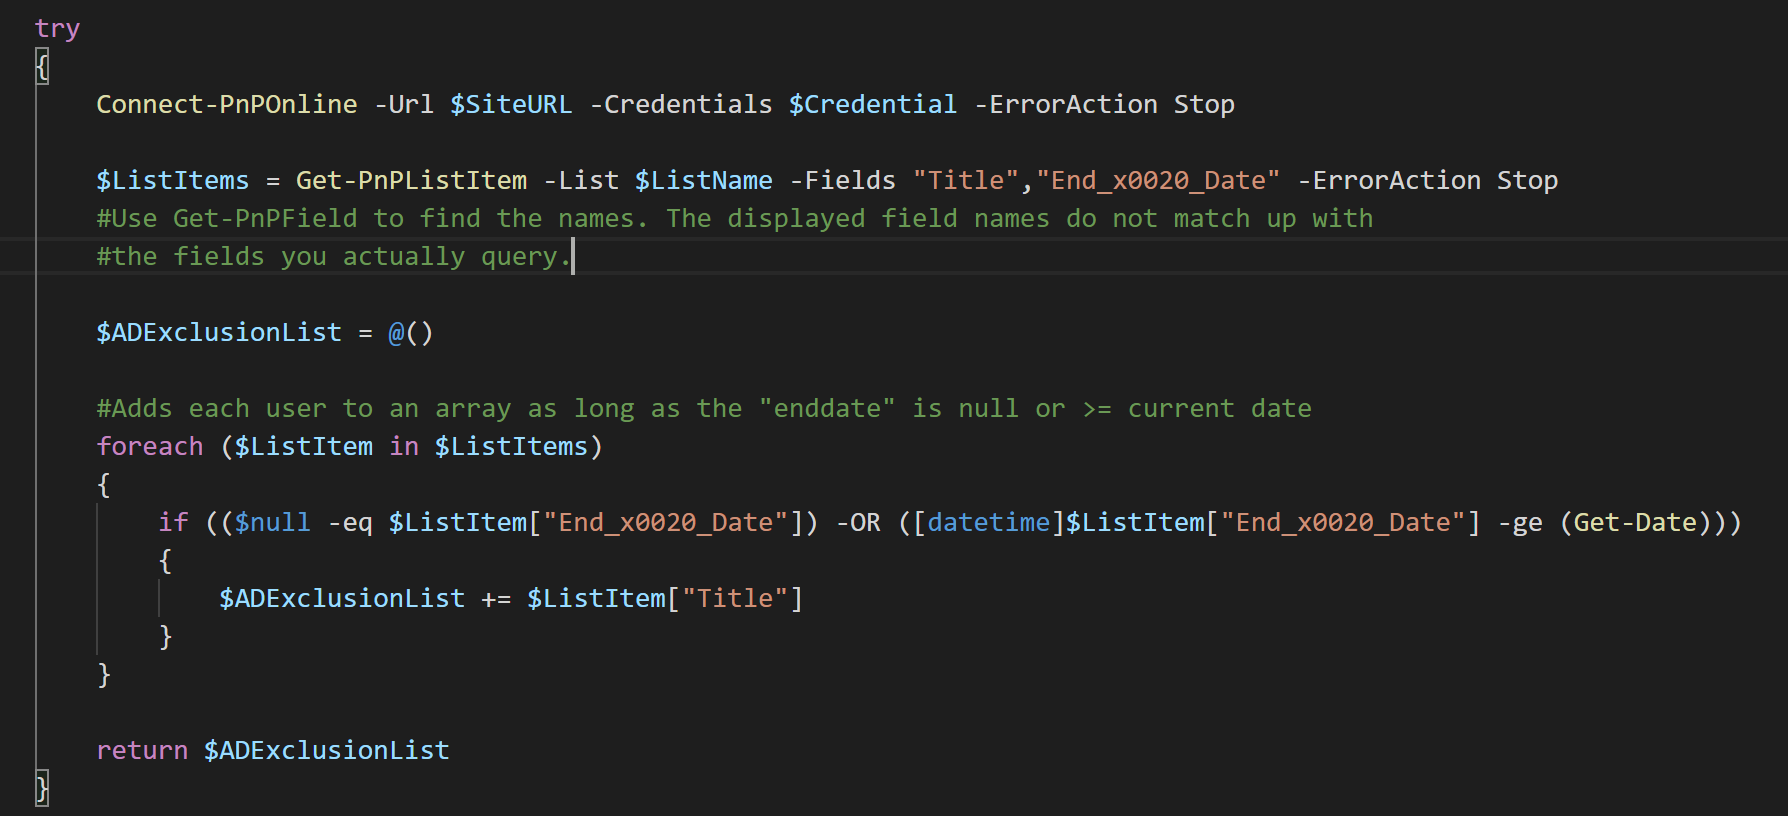 try
{
Connect-PnPOnline -Url $SiteURL -Credentials $Credential -ErrorAction Stop
$ListItems = Get-PnPListItem -List $ListName -Fields "Title","End_x0020_Date" -ErrorAction Stop
#Use Get-PnPField to find the names. The displayed field names do not match up with
#the fields you actually query.
$ADExclusionList = @()
#Adds each user to an array as long as the "enddate" is null or >= current date
foreach ($ListItem in $ListItems)
{
if (($null -eq $ListItem["End_x0020_Date"]) -OR ([datetime]$ListItem["End_x0020_Date"] -ge (Get-Date)))
{
$ADExclusionList += $ListItem["Title"]
}
}
return $ADExclusionList
}